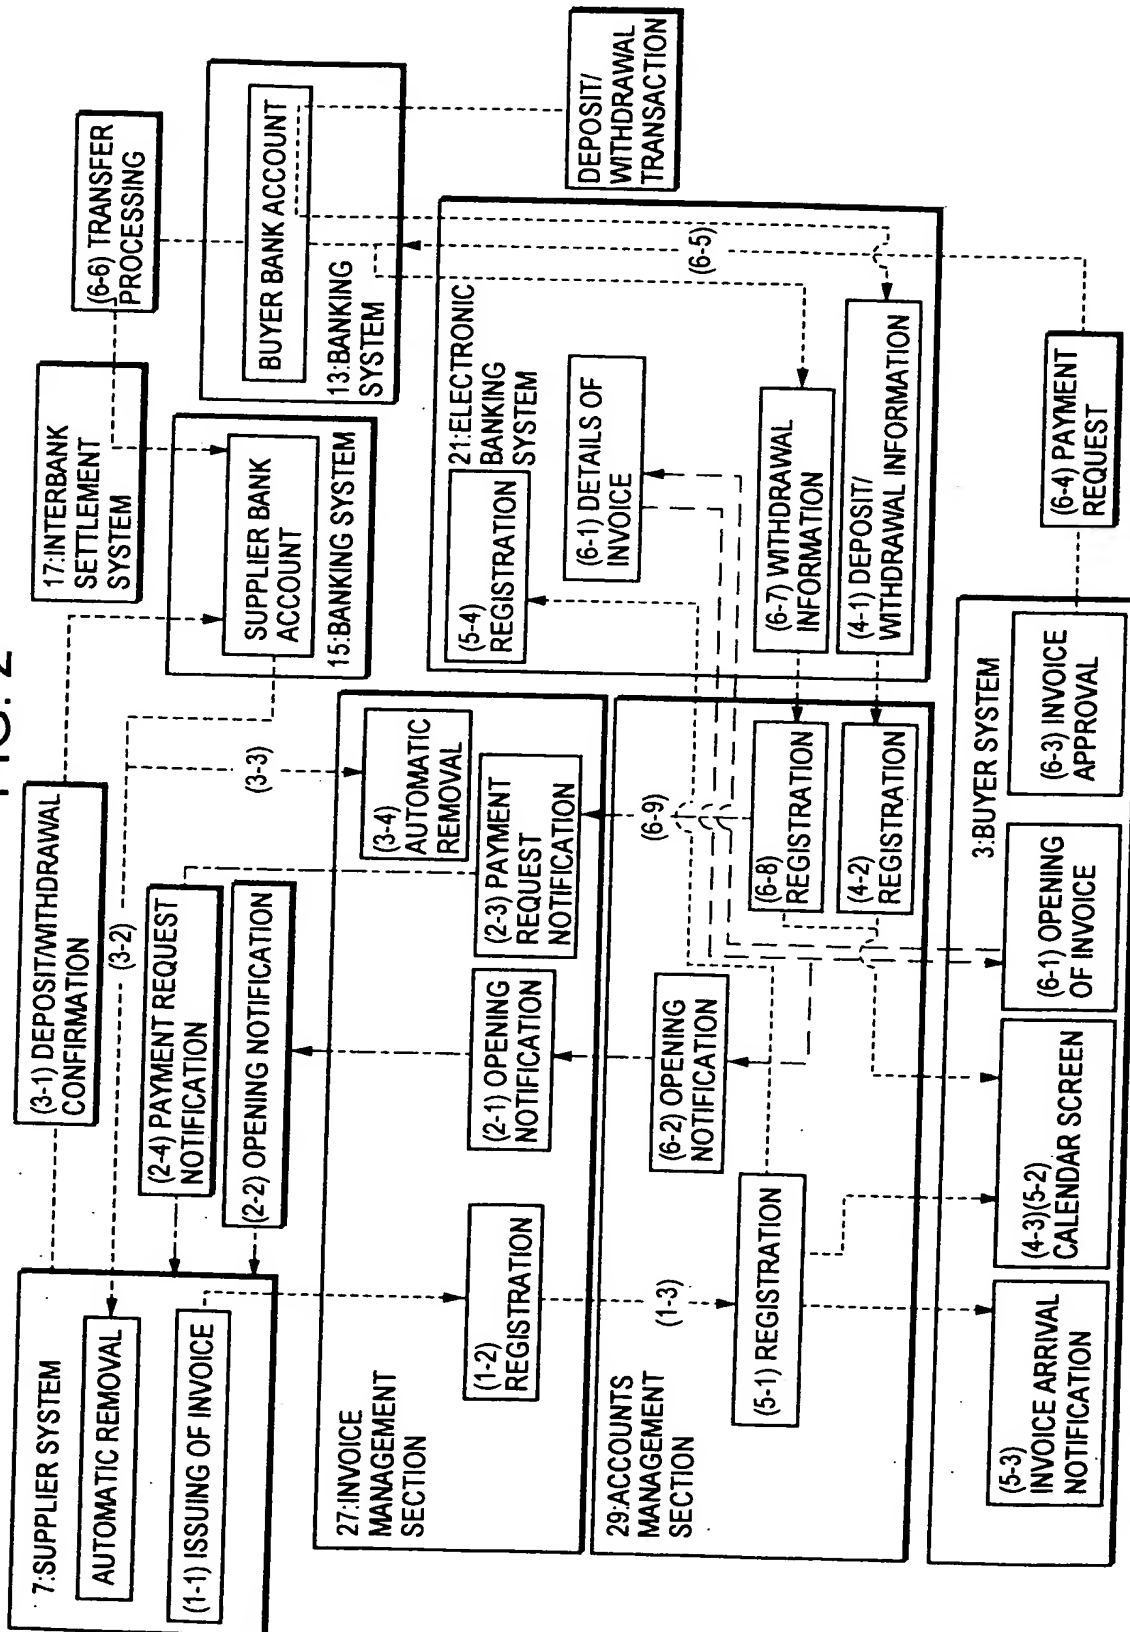 FIG. 2
7:SUPPLIER SYSTEM
AUTOMATIC REMOVAL
(1-1) ISSUING OF INVOICE
(3-1) DEPOSIT/WITHDRAWAL
CONFIRMATION
(3-2)
(2-4) PAYMENT REQUEST
NOTIFICATION
(2-2) OPENING NOTIFICATION
(3-3)
17:INTERBANK
SETTLEMENT
SYSTEM
SUPPLIER BANK
ACCOUNT
15:BANKING SYSTEM
(6-6) TRANSFER
PROCESSING
BUYER BANK ACCOUNT
13:BANKING
SYSTEM
DEPOSIT/
WITHDRAWAL
TRANSACTION
27:INVOICE
MANAGEMENT
SECTION
(1-2)
REGISTRATION
(2-1) OPENING
NOTIFICATION
(2-3) PAYMENT
REQUEST
NOTIFICATION
(3-4)
AUTOMATIC
REMOVAL
(1-3)
(6-9)
29:ACCOUNTS
MANAGEMENT
SECTION
(5-1) REGISTRATION
(6-2) OPENING
NOTIFICATION
(6-8)
REGISTRATION
(4-2)
REGISTRATION
21:ELECTRONIC
BANKING
SYSTEM
(5-4)
REGISTRATION
(6-1) DETAILS OF
INVOICE
(6-7) WITHDRAWAL
INFORMATION
(4-1) DEPOSIT/
WITHDRAWAL INFORMATION
(6-5)
3:BUYER SYSTEM
(5-3)
INVOICE ARRIVAL
NOTIFICATION
(4-3)(5-2)
CALENDAR SCREEN
(6-1) OPENING
OF INVOICE
(6-3) INVOICE
APPROVAL
(6-4) PAYMENT
REQUEST